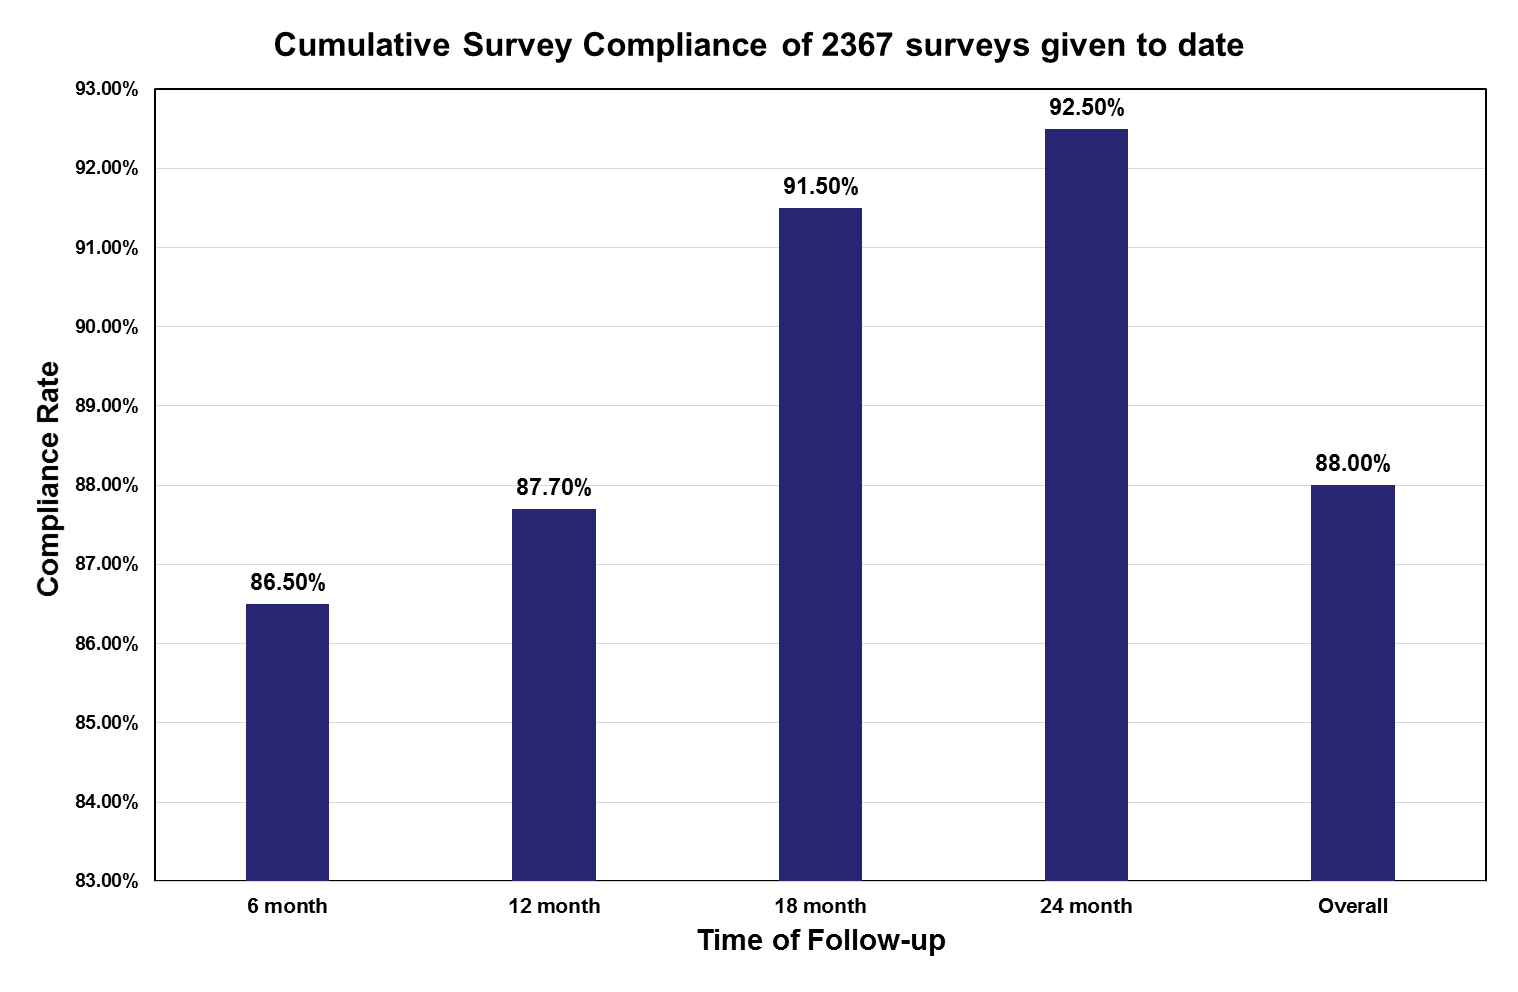 Cumulative Survey Compliance of 2367 surveys given to date
93.00%
92.00%
91.00%
90.00%
89.00%
88.00%
87.00%
86.00%
85.00%
84.00%
83.00%
Compliance Rate
86.50%
87.70%
91.50%
92.50%
88.00%
6 month
12 month
18 month
24 month
Overall
Time of Follow-up